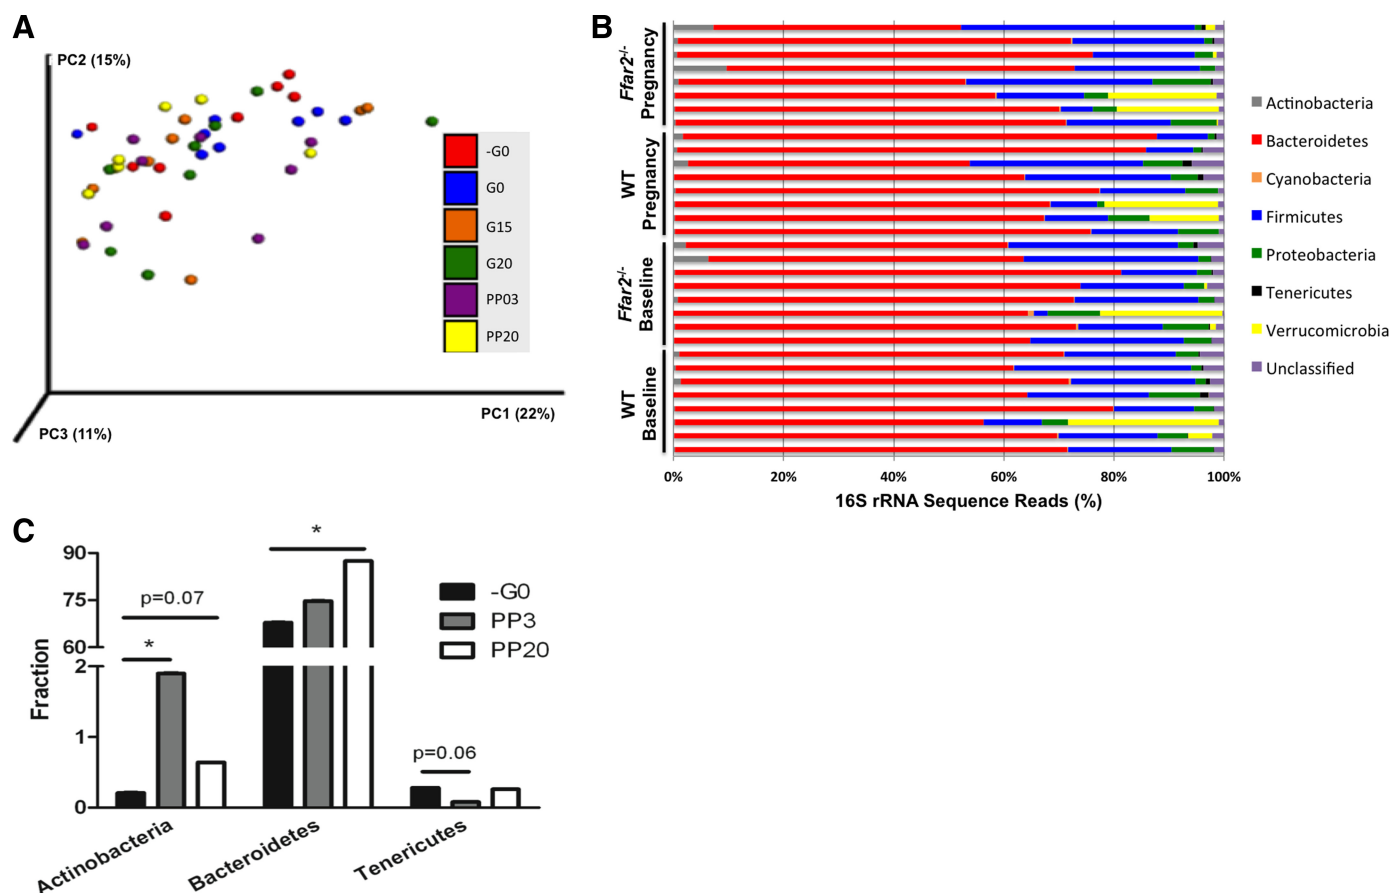 A
PC2 (15%)
-G0
G0
G15
G20
PP03
PP20
PC1 (22%)
PC3 (11%)
B
Ffar2-/-
Pregnancy
WT
Pregnancy
Ffar2-/-
Baseline
WT
Baseline
0% 20% 40% 60% 80% 100%
16S rRNA Sequence Reads (%)
Actinobacteria
Bacteroidetes
Cyanobacteria
Firmicutes
Proteobacteria
Tenericutes
Verrucomicrobia
Unclassified
C
Fraction
90
75
60
2
1
0
p=0.07
*
*
p=0.06
-G0
PP3
PP20
Actinobacteria
Bacteroidetes
Tenericutes